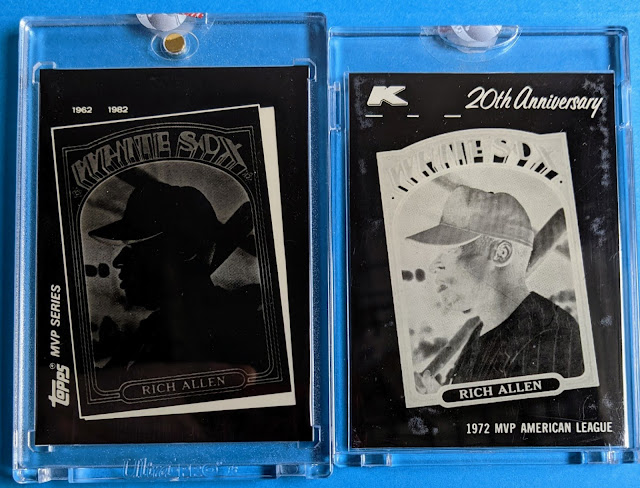 1962 1982
WHITE SOX
topps® MVP SERIES
RICH ALLEN
K 20th Anniversary
WHITE SOX
RICH ALLEN
1972 MVP AMERICAN LEAGUE